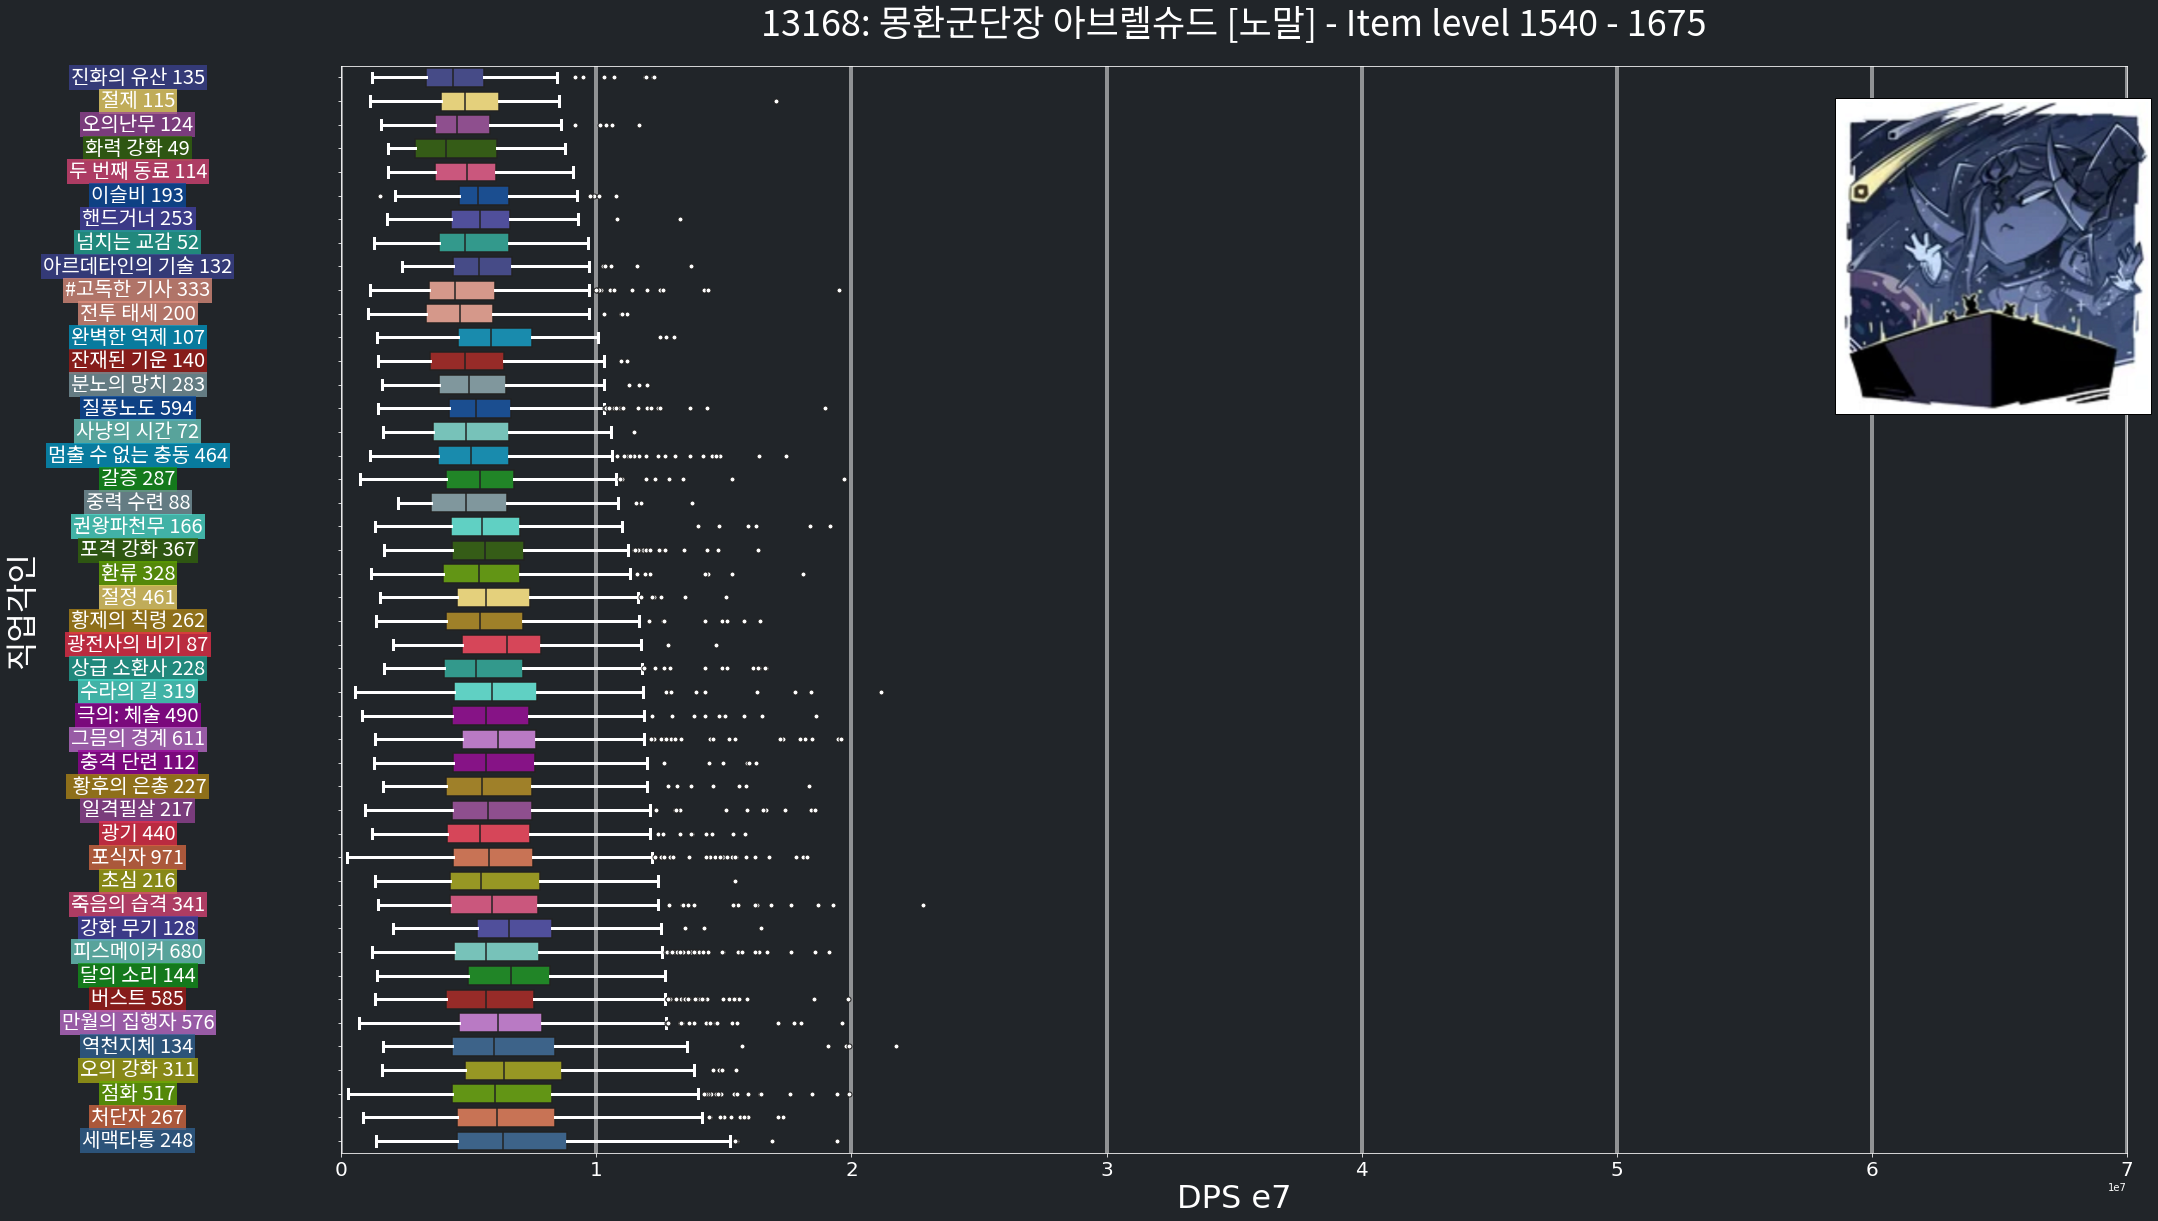 13168: 몽환군단장 아브렐슈드 [노말] - Item level 1540 - 1675
직업각인
진화의 유산 135
절제 115
오의난무 124
화력 강화 49
두 번째 동료 114
이슬비 193
핸드거너 253
넘치는 교감 52
아르데타인의 기술 132
#고독한 기사 333
전투 태세 200
완벽한 억제 107
잔재된 기운 140
분노의 망치 283
질풍노도 594
사냥의 시간 72
멈출 수 없는 충동 464
갈증 287
중력 수련 88
권왕파천무 166
포격 강화 367
환류 328
절정 461
황제의 칙령 262
광전사의 비기 87
상급 소환사 228
수라의 길 319
극의: 체술 490
그믐의 경계 611
충격 단련 112
황후의 은총 227
일격필살 217
광기 440
포식자 971
초심 216
죽음의 습격 341
강화 무기 128
피스메이커 680
달의 소리 144
버스트 585
만월의 집행자 576
역천지체 134
오의 강화 311
점화 517
처단자 267
세맥타통 248
0 1 2 3 4 5 6 7
1e7
DPS e7